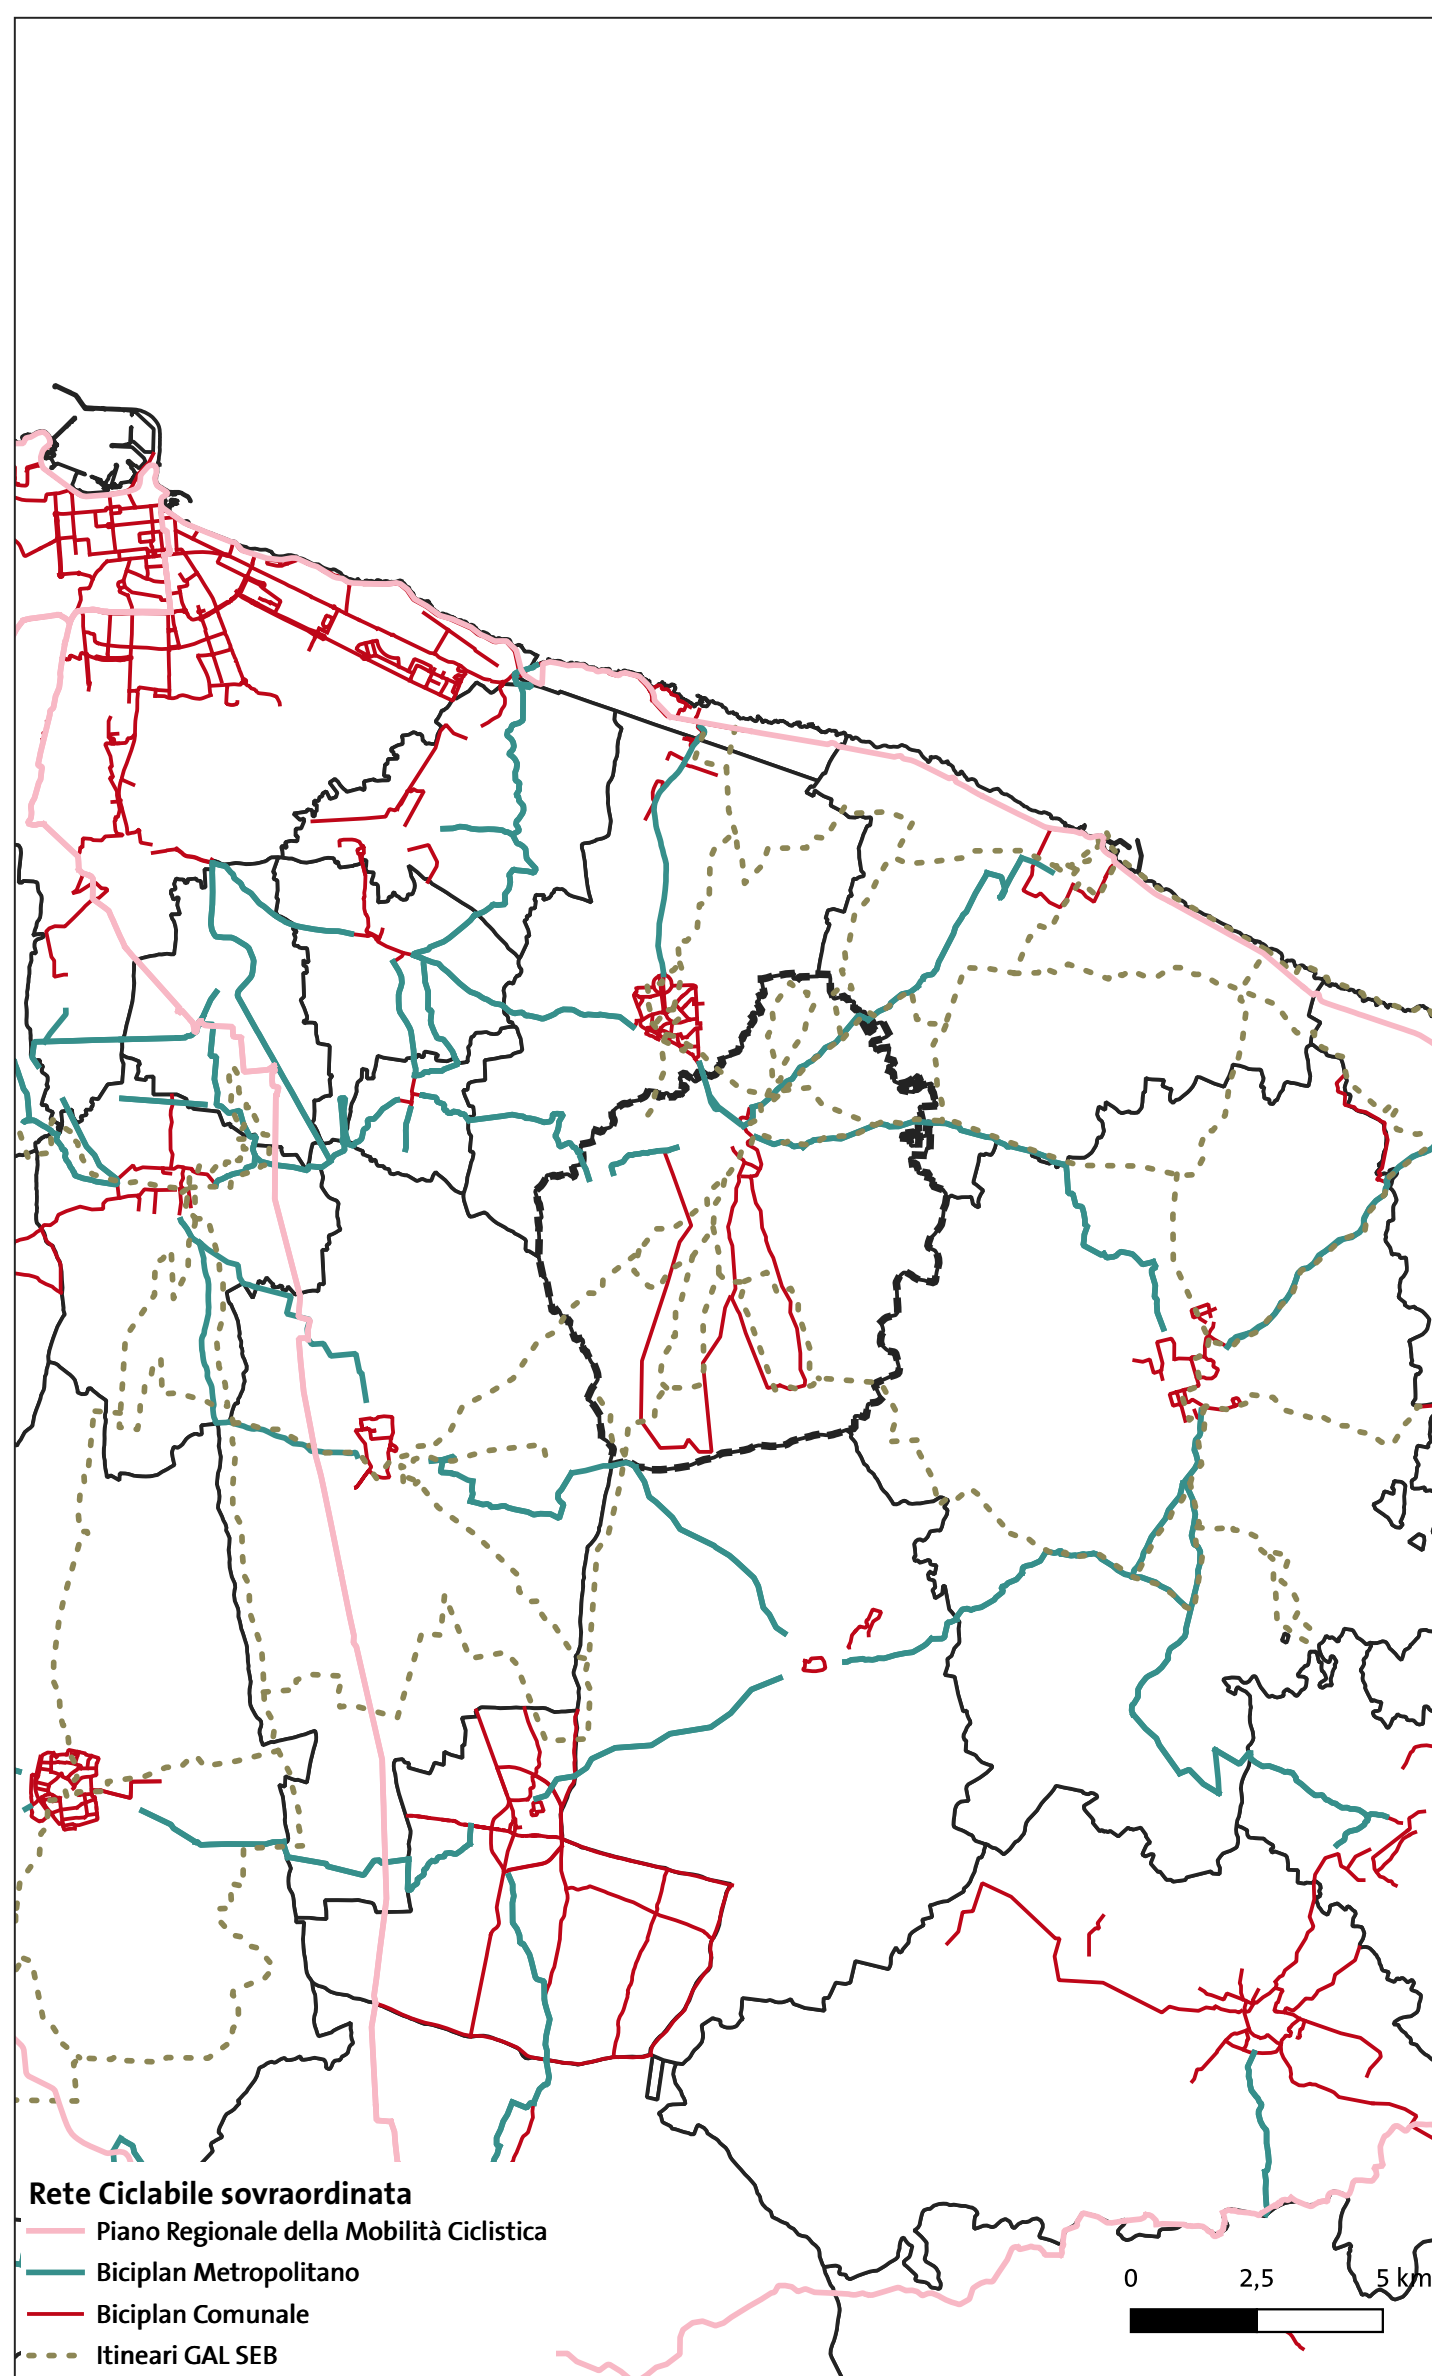 Rete Ciclabile sovraordinata
Piano Regionale della Mobilità Ciclistica
Biciplan Metropolitano
Biciplan Comunale
Itineari GAL SEB
0 2,5 5 km